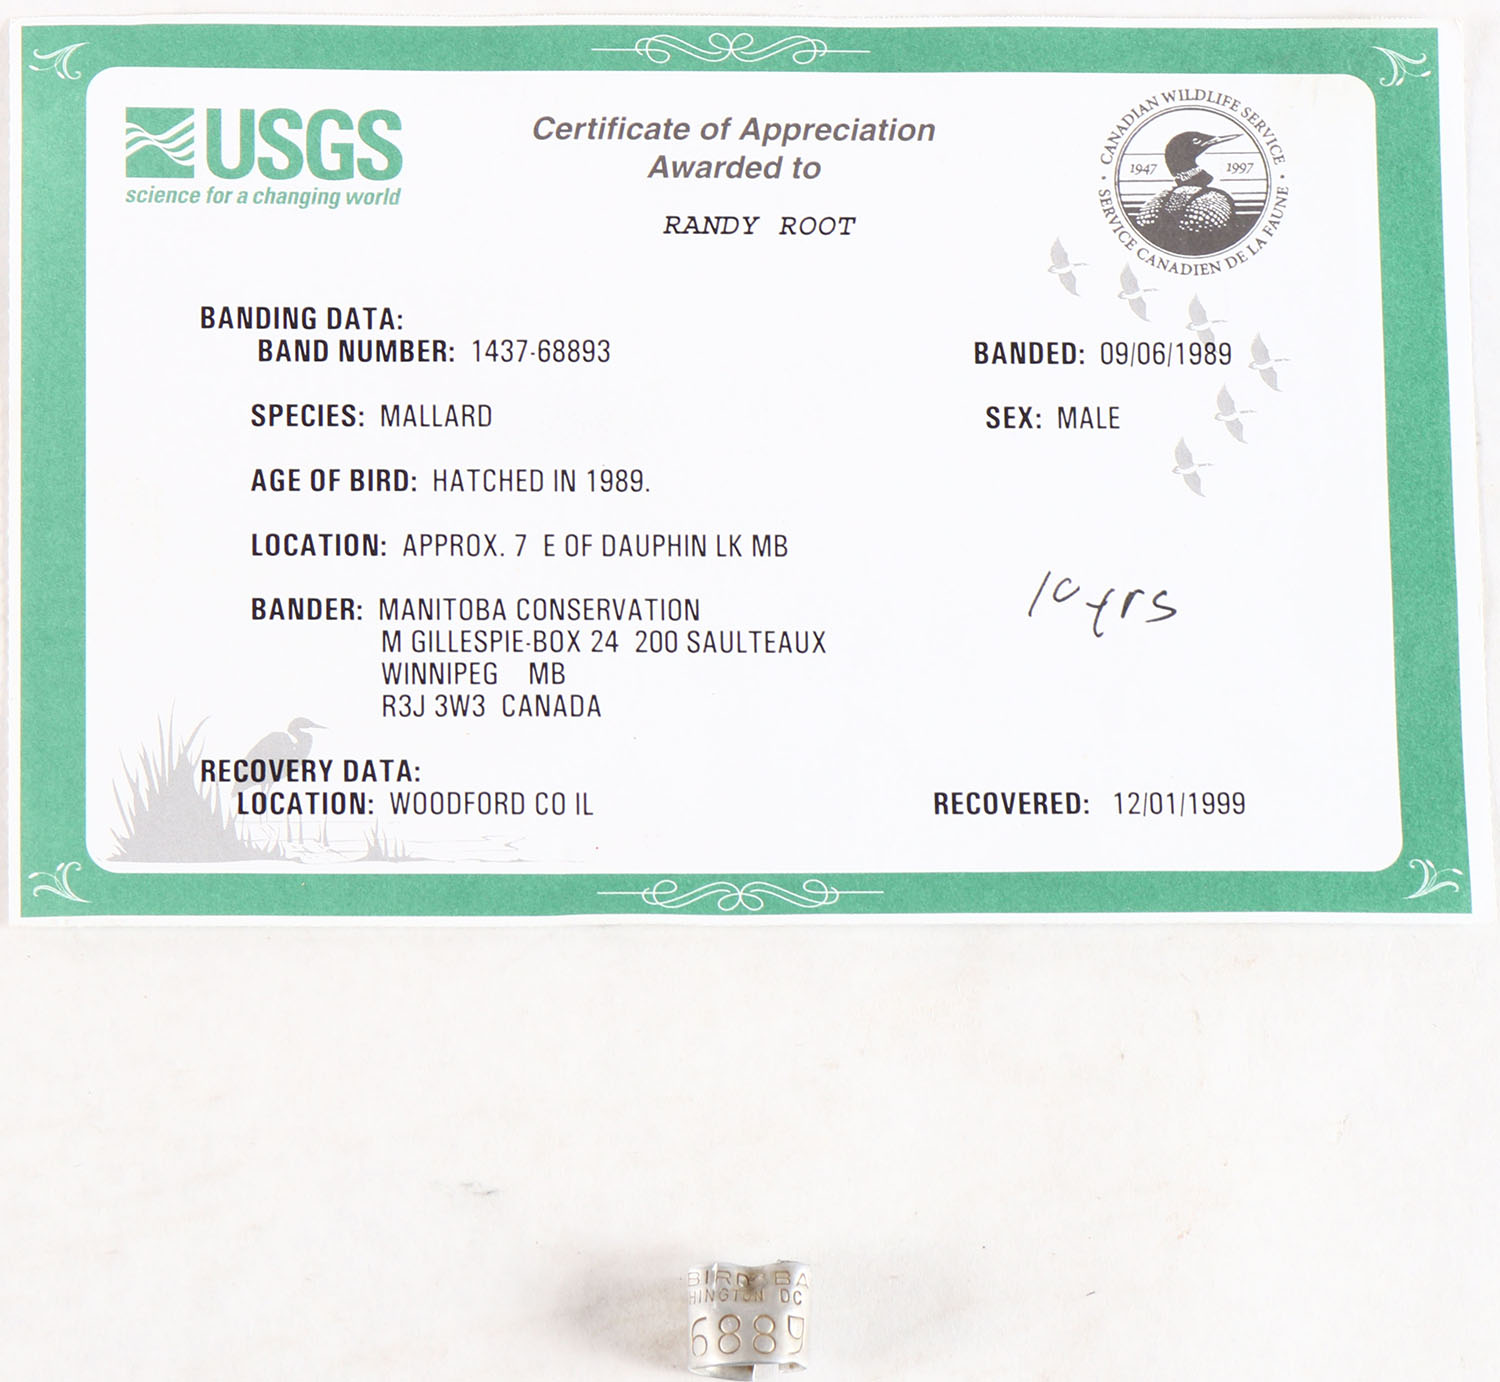 USGS
science for a changing world
Certificate of Appreciation
Awarded to
RANDY ROOT
CANADIAN WILDLIFE SERVICE
1947 1997
SERVICE CANADIEN DE LA FAUNE
BANDING DATA:
BAND NUMBER: 1437-68893
BANDED: 09/06/1989
SPECIES: MALLARD
SEX: MALE
AGE OF BIRD: HATCHED IN 1989.
LOCATION: APPROX. 7 E OF DAUPHIN LK MB
10 yrs
BANDER: MANITOBA CONSERVATION
M GILLESPIE-BOX 24 200 SAULTEAUX
WINNIPEG MB
R3J 3W3 CANADA
RECOVERY DATA:
LOCATION: WOODFORD CO IL
RECOVERED: 12/01/1999
BIRD BA
HINGTON DC
6889